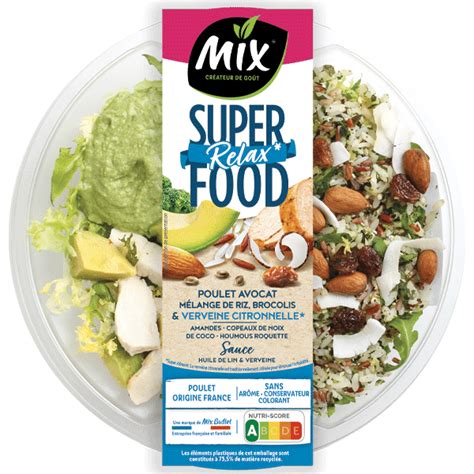 MIX
CRÉATEUR DE GOÛT
SUPER
Relax*
FOOD
POULET AVOCAT
MÉLANGE DE RIZ, BROCOLIS
& VERVEINE CITRONNELLE*
AMANDES - COPEAUX DE NOIX
DE COCO - HOUMOUS ROQUETTE
Sauce
HUILE DE LIN & VERVEINE
POULET
ORIGINE FRANCE
SANS
ARÔME - CONSERVATEUR
COLORANT
Une marque de Mix Buffet
Entreprise française et familiale
NUTRI-SCORE
A B C D E
Les éléments plastiques de cet emballage sont
constitués à 75,5% de matière recyclée.